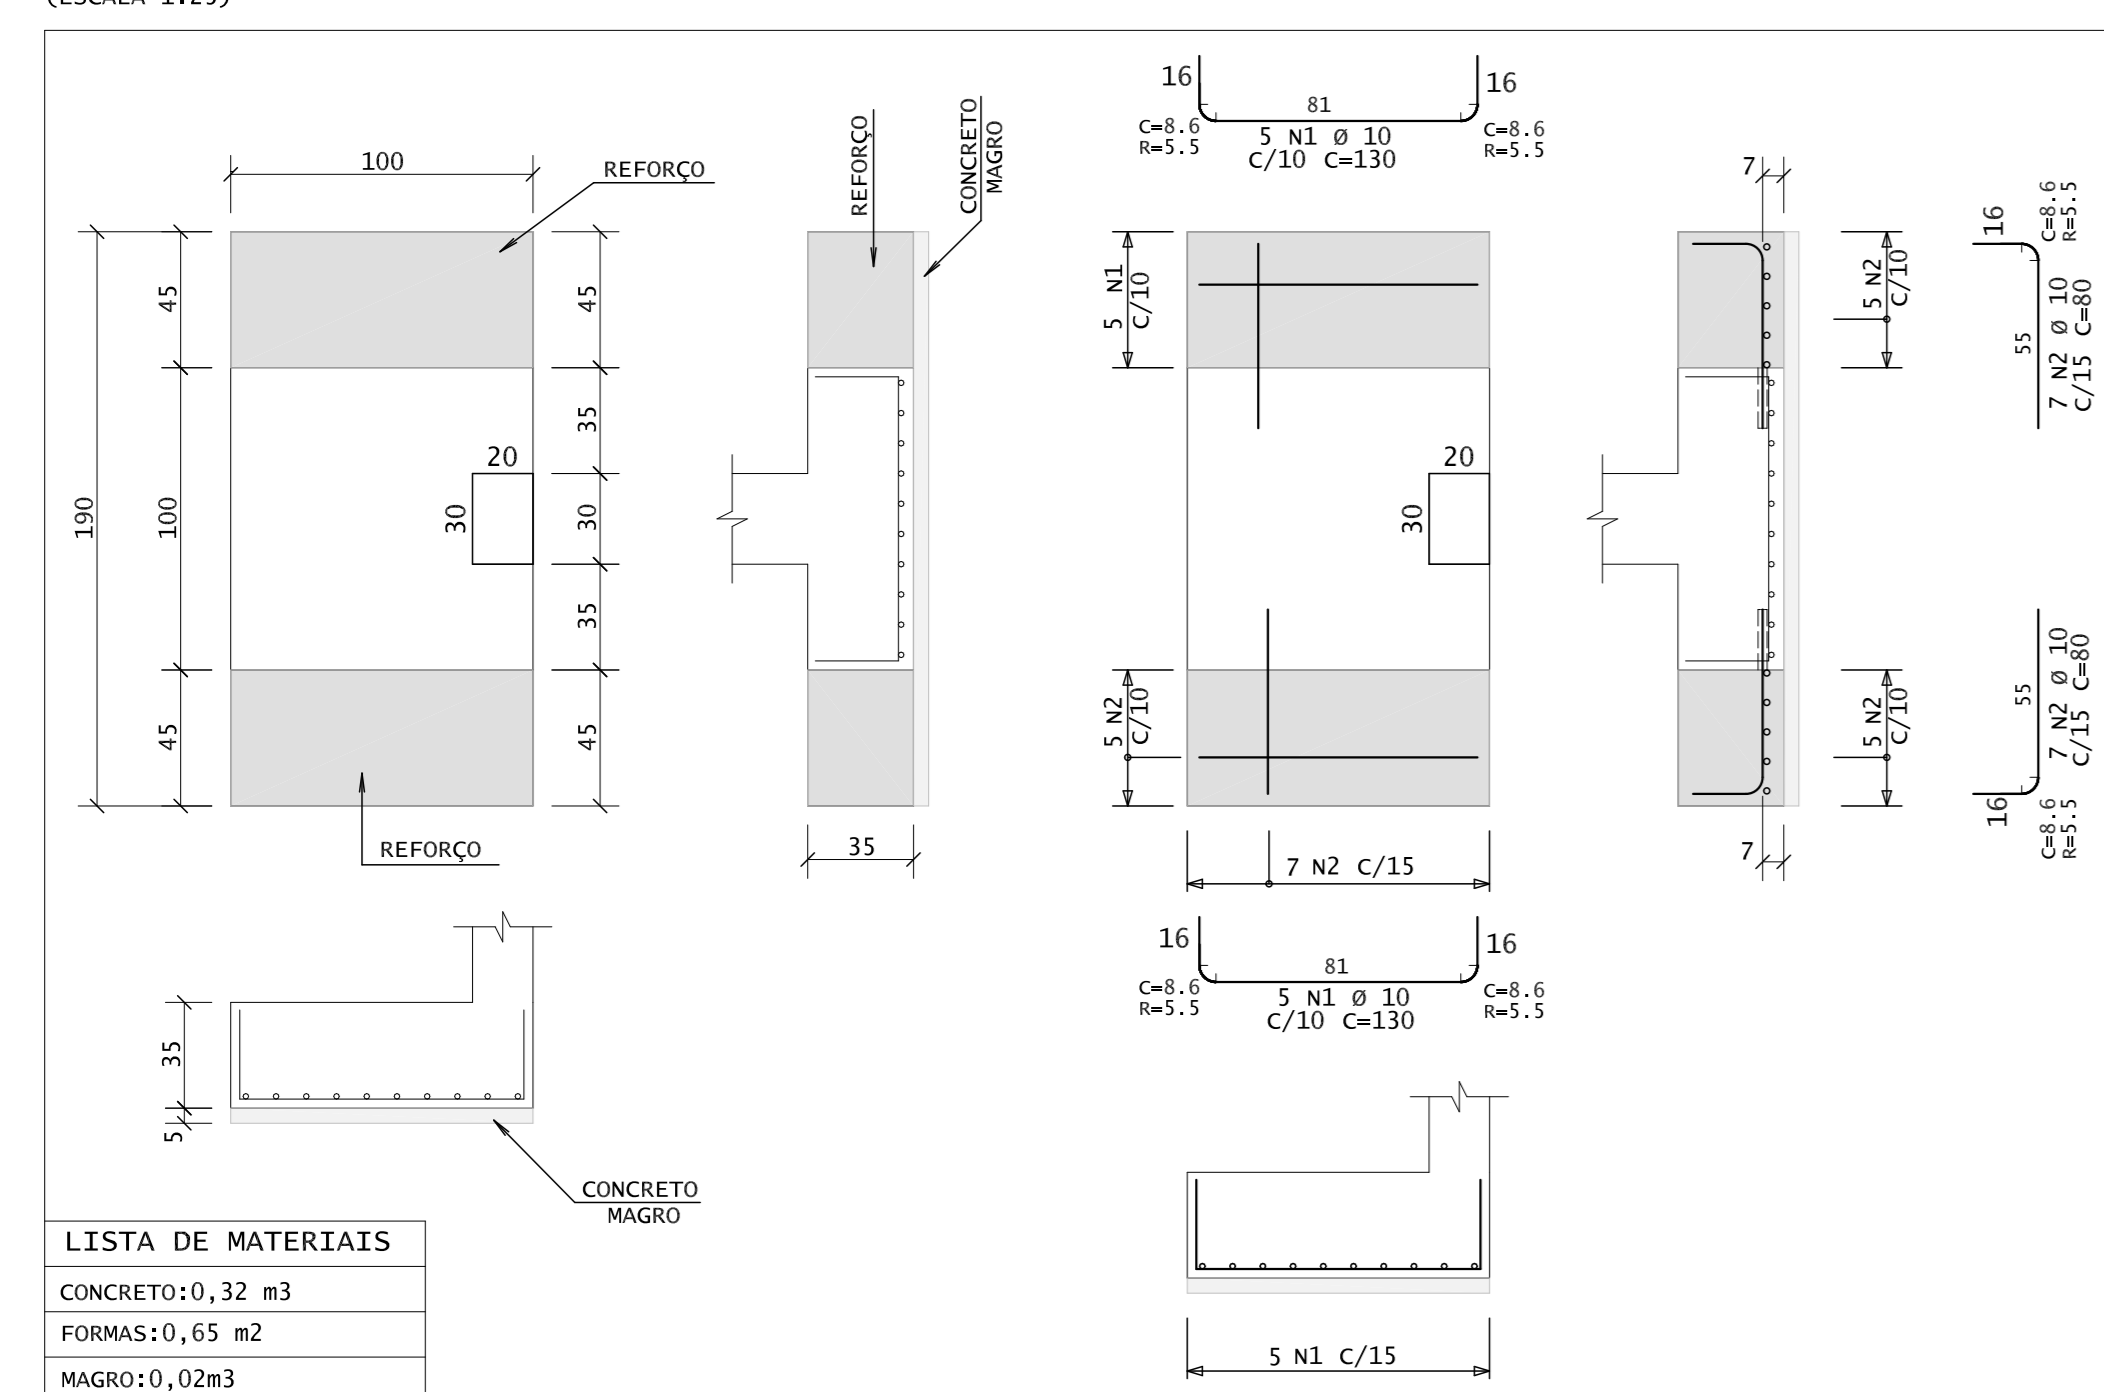 100
REFORÇO
REFORÇO
CONCRETO
MAGRO
190
45
100
45
45
35
30
35
45
20
30
REFORÇO
35
35
5
CONCRETO
MAGRO
16
81
16
C=8.6
R=5.5
5 N1 Ø 10
C/10 C=130
C=8.6
R=5.5
5 N1
C/10
20
30
5 N2
C/10
7 N2 C/15
7
5 N2
C/10
5 N2
C/10
7
16
C=8.6
R=5.5
55
7 N2 Ø 10
C/15 C=80
55
7 N2 Ø 10
C/15 C=80
16
C=8.6
R=5.5
16
81
16
C=8.6
R=5.5
5 N1 Ø 10
C/10 C=130
C=8.6
R=5.5
5 N1 C/15
LISTA DE MATERIAIS
CONCRETO:0,32 m3
FORMAS:0,65 m2
MAGRO:0,02m3